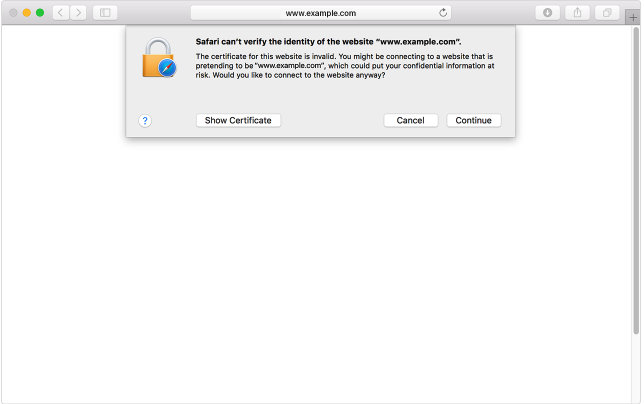 www.example.com
Safari can't verify the identity of the website “www.example.com”.
The certificate for this website is invalid. You might be connecting to a website that is
pretending to be “www.example.com”, which could put your confidential information at
risk. Would you like to connect to the website anyway?
?
Show Certificate
Cancel
Continue